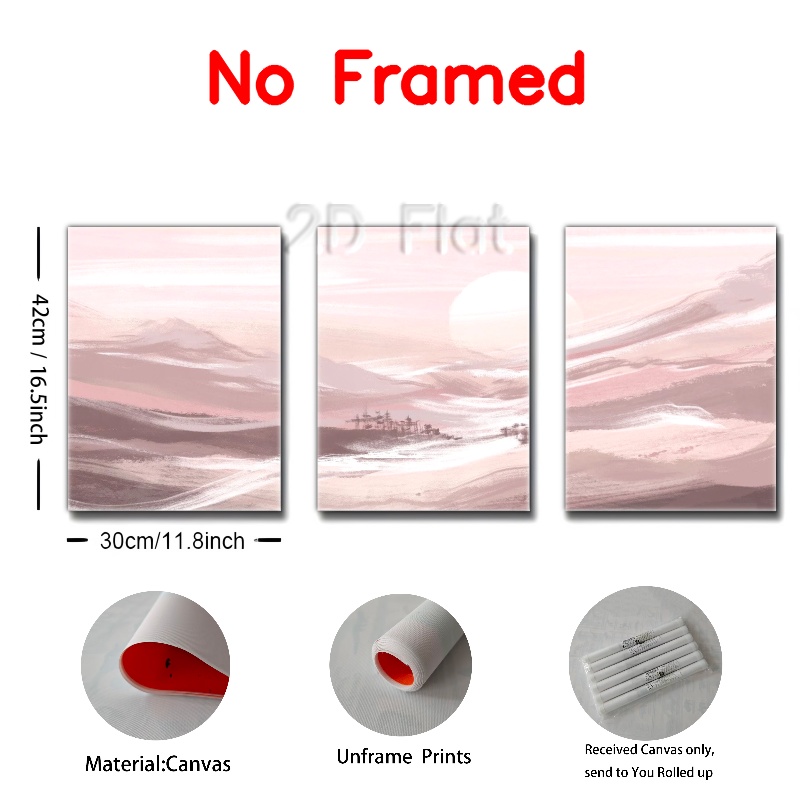 No Framed
2D Flat
42cm / 16.5inch
30cm/11.8inch
Material:Canvas
Unframe Prints
Received Canvas only,
send to You Rolled up